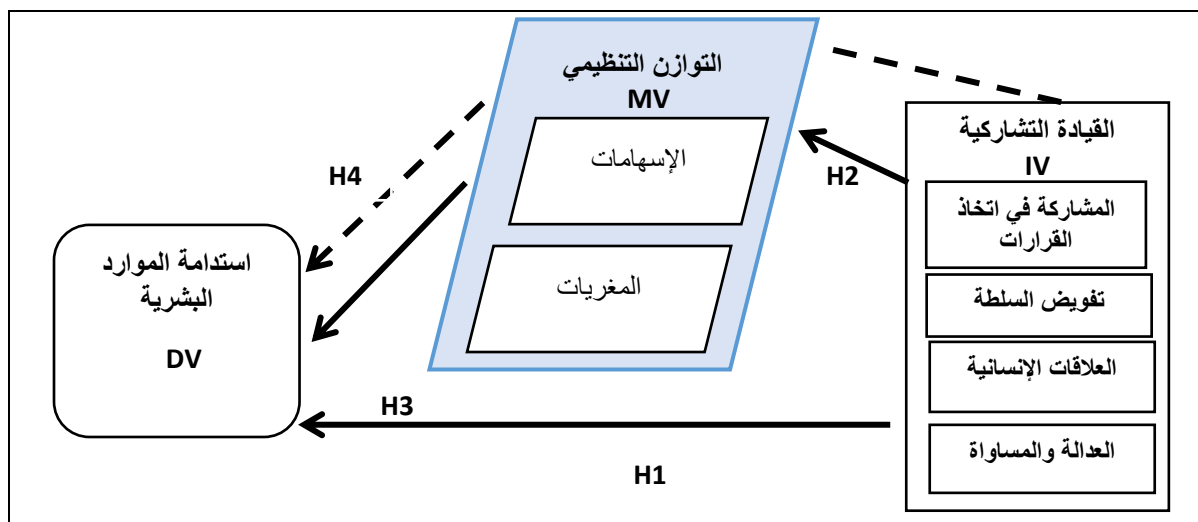 القيادة التشاركية
IV
المشاركة في اتخاذ
القرارات
تفويض السلطة
العلاقات الإنسانية
العدالة والمساواة
H2
التوازن التنظيمي
MV
الإسهامات
المغريات
H4
H3
H1
استدامة الموارد
البشرية
DV